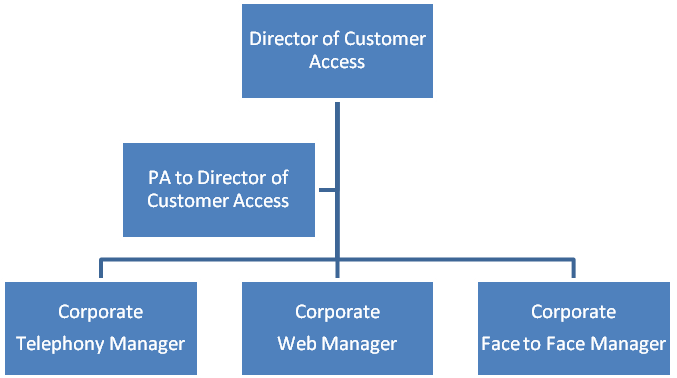 Director of Customer
Access
PA to Director of
Customer Access
Corporate
Telephony Manager
Corporate
Web Manager
Corporate
Face to Face Manager